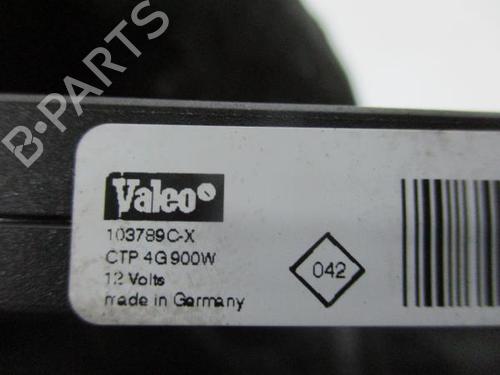 B-PARTS
Valeo
103789C-X
CTP 4G 900W
12 Volts
made in Germany
042